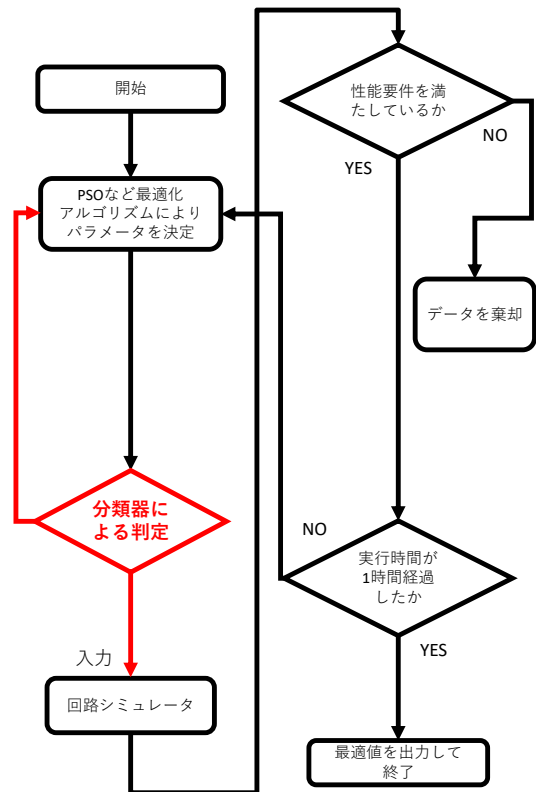 開始
PSOなど最適化
アルゴリズムにより
パラメータを決定
分類器に
よる判定
入力
回路シミュレータ
性能要件を満
たしているか
NO
YES
データを棄却
NO
実行時間が
1時間経過
したか
YES
最適値を出力して
終了